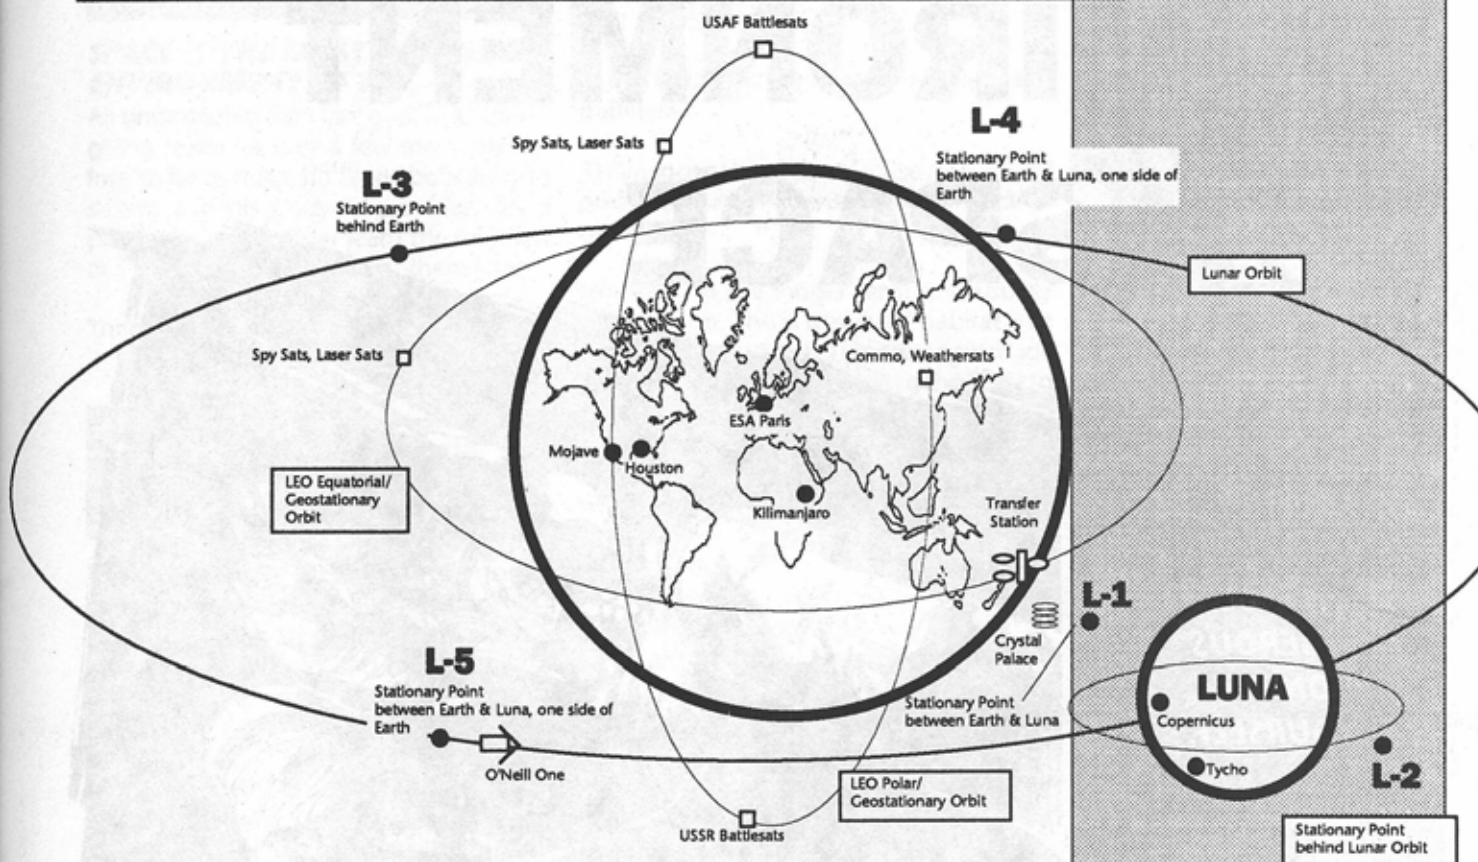 USAF Battlesats
Spy Sats, Laser Sats
L-4
Stationary Point
between Earth & Luna, one side of
Earth
L-3
Stationary Point
behind Earth
Lunar Orbit
Spy Sats, Laser Sats
Commo, Weathersats
ESA Paris
Mojave
Houston
Kilimanjaro
LEO Equatorial/
Geostationary
Orbit
Transfer
Station
L-1
Crystal
Palace
Stationary Point
between Earth & Luna
L-5
Stationary Point
between Earth & Luna, one side of
Earth
O'Neill One
LUNA
Copernicus
Tycho
L-2
LEO Polar/
Geostationary Orbit
USSR Battlesats
Stationary Point
behind Lunar Orbit